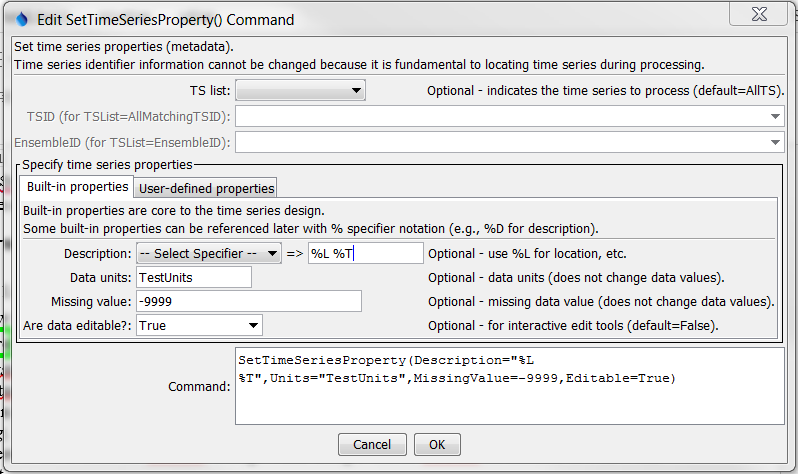 Edit SetTimeSeriesProperty() Command
Set time series properties (metadata).
Time series identifier information cannot be changed because it is fundamental to locating time series during processing.
TS list: Optional - indicates the time series to process (default=AllTS).
TSID (for TSList=AllMatchingTSID):
EnsembleID (for TSList=EnsembleID):
Specify time series properties
Built-in properties User-defined properties
Built-in properties are core to the time series design.
Some built-in properties can be referenced later with % specifier notation (e.g., %D for description).
Description: -- Select Specifier -- => %L %T Optional - use %L for location, etc.
Data units: TestUnits Optional - data units (does not change data values).
Missing value: -9999 Optional - missing data value (does not change data values).
Are data editable?: True Optional - for interactive edit tools (default=False).
Command: SetTimeSeriesProperty(Description="%L
%T",Units="TestUnits",MissingValue=-9999,Editable=True)
Cancel OK